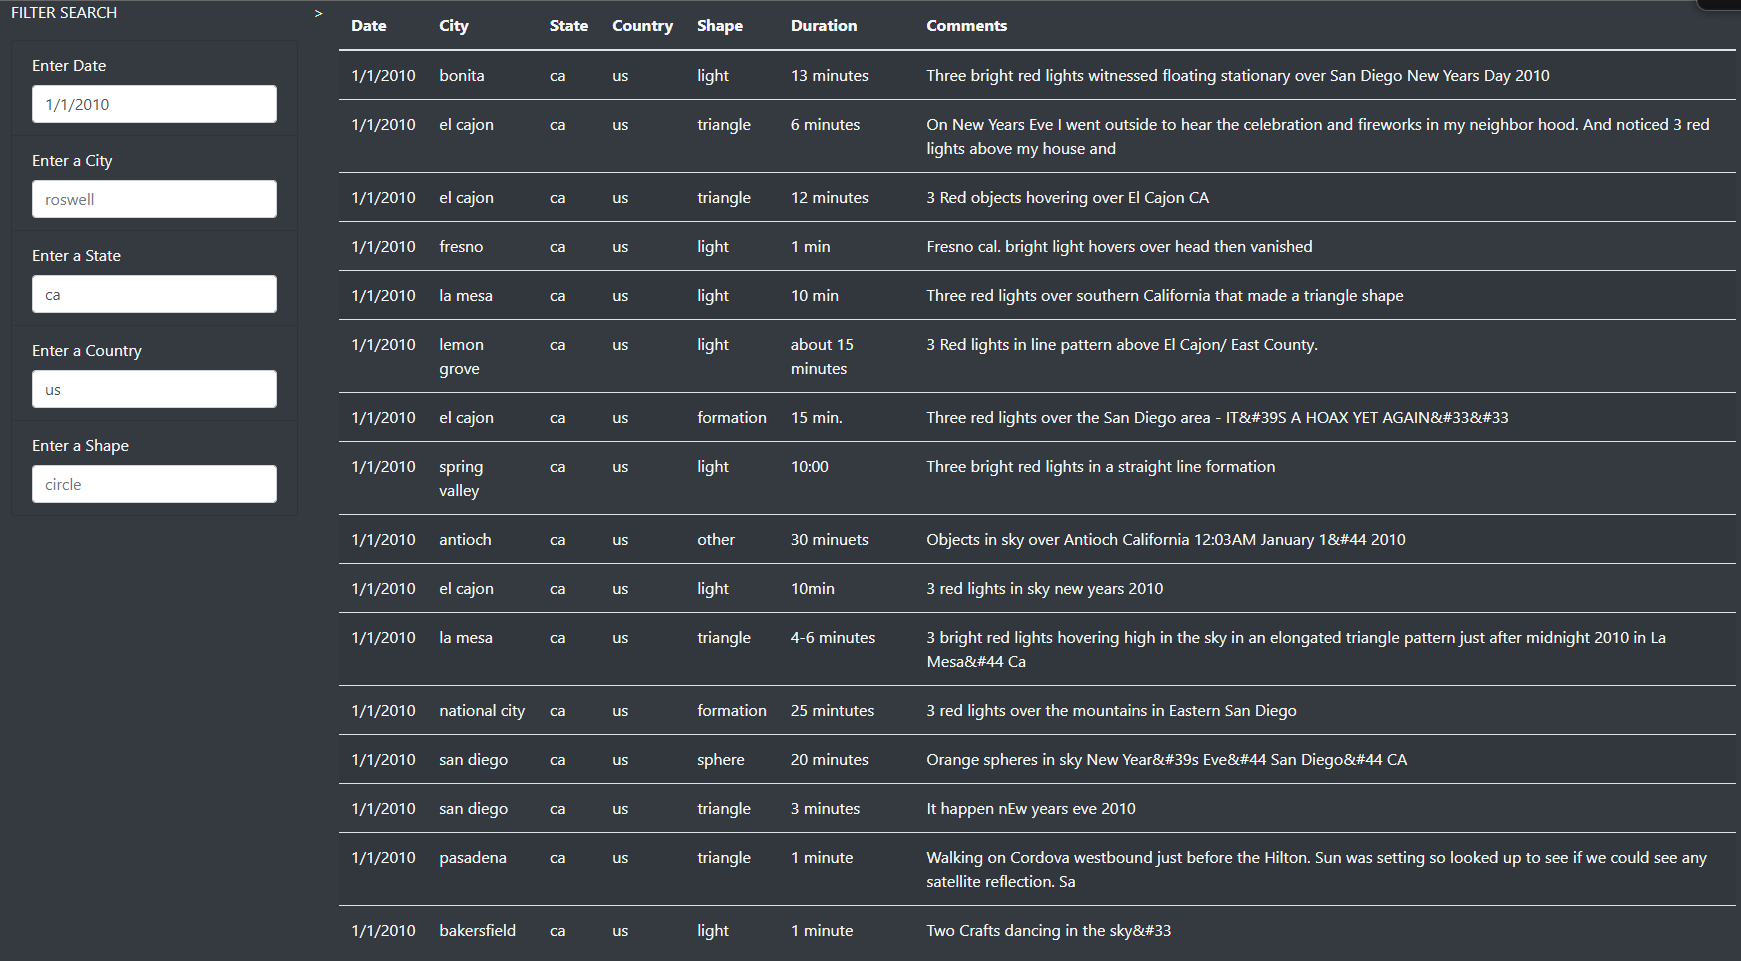 FILTER SEARCH >
Enter Date
1/1/2010
Enter a City
roswell
Enter a State
ca
Enter a Country
us
Enter a Shape
circle
Date City State Country Shape Duration Comments
1/1/2010 bonita ca us light 13 minutes Three bright red lights witnessed floating stationary over San Diego New Years Day 2010
1/1/2010 el cajon ca us triangle 6 minutes On New Years Eve I went outside to hear the celebration and fireworks in my neighbor hood. And noticed 3 red
lights above my house and
1/1/2010 el cajon ca us triangle 12 minutes 3 Red objects hovering over El Cajon CA
1/1/2010 fresno ca us light 1 min Fresno cal. bright light hovers over head then vanished
1/1/2010 la mesa ca us light 10 min Three red lights over southern California that made a triangle shape
1/1/2010 lemon ca us light about 15 3 Red lights in line pattern above El Cajon/ East County.
grove minutes
1/1/2010 el cajon ca us formation 15 min. Three red lights over the San Diego area - IT&#39S A HOAX YET AGAIN&#33&#33
1/1/2010 spring ca us light 10:00 Three bright red lights in a straight line formation
valley
1/1/2010 antioch ca us other 30 minuets Objects in sky over Antioch California 12:03AM January 1&#44 2010
1/1/2010 el cajon ca us light 10min 3 red lights in sky new years 2010
1/1/2010 la mesa ca us triangle 4-6 minutes 3 bright red lights hovering high in the sky in an elongated triangle pattern just after midnight 2010 in La
Mesa&#44 Ca
1/1/2010 national city ca us formation 25 mintutes 3 red lights over the mountains in Eastern San Diego
1/1/2010 san diego ca us sphere 20 minutes Orange spheres in sky New Year&#39s Eve&#44 San Diego&#44 CA
1/1/2010 san diego ca us triangle 3 minutes It happen nEw years eve 2010
1/1/2010 pasadena ca us triangle 1 minute Walking on Cordova westbound just before the Hilton. Sun was setting so looked up to see if we could see any
satellite reflection. Sa
1/1/2010 bakersfield ca us light 1 minute Two Crafts dancing in the sky&#33